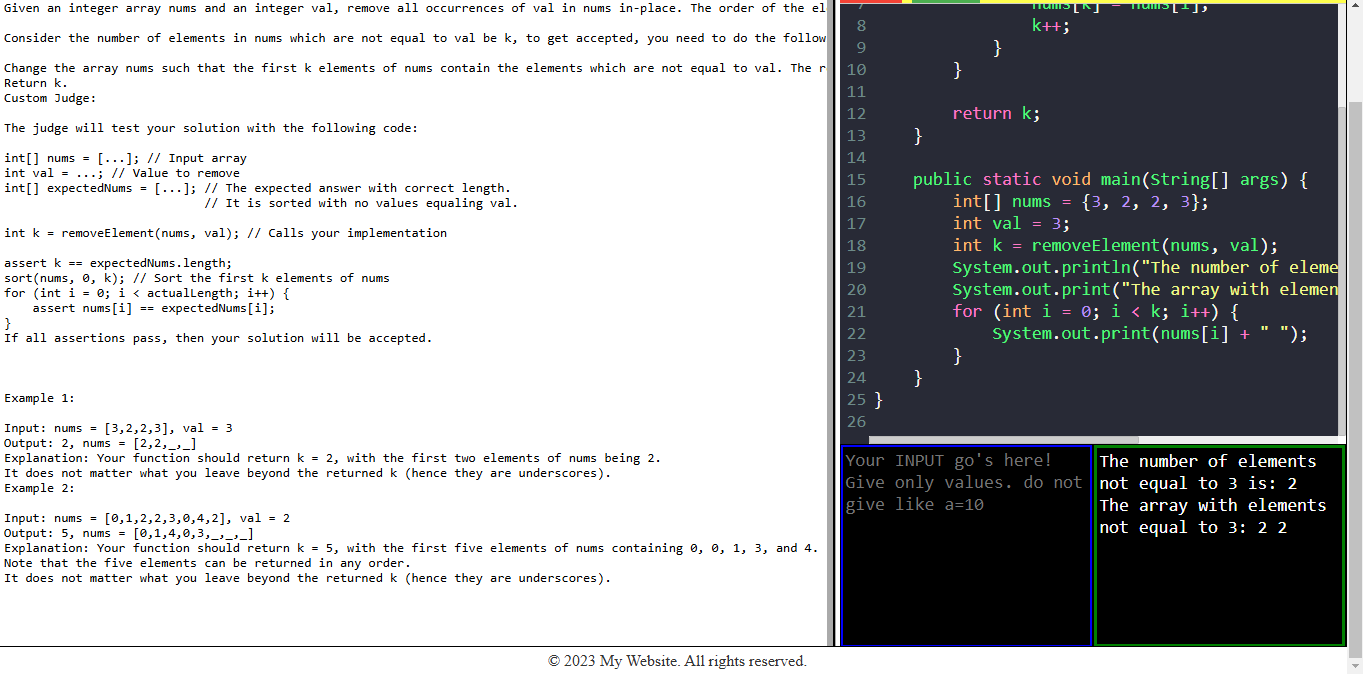 Given an integer array nums and an integer val, remove all occurrences of val in nums in-place. The order of the el
Consider the number of elements in nums which are not equal to val be k, to get accepted, you need to do the follow
Change the array nums such that the first k elements of nums contain the elements which are not equal to val. The r
Return k.
Custom Judge:
The judge will test your solution with the following code:
int[] nums = [...]; // Input array
int val = ...; // Value to remove
int[] expectedNums = [...]; // The expected answer with correct length.
// It is sorted with no values equaling val.
int k = removeElement(nums, val); // Calls your implementation
assert k == expectedNums.length;
sort(nums, 0, k); // Sort the first k elements of nums
for (int i = 0; i < actualLength; i++) {
    assert nums[i] == expectedNums[i];
}
If all assertions pass, then your solution will be accepted.
Example 1:
Input: nums = [3,2,2,3], val = 3
Output: 2, nums = [2,2,_,_]
Explanation: Your function should return k = 2, with the first two elements of nums being 2.
It does not matter what you leave beyond the returned k (hence they are underscores).
Example 2:
Input: nums = [0,1,2,2,3,0,4,2], val = 2
Output: 5, nums = [0,1,4,0,3,_,_,_]
Explanation: Your function should return k = 5, with the first five elements of nums containing 0, 0, 1, 3, and 4.
Note that the five elements can be returned in any order.
It does not matter what you leave beyond the returned k (hence they are underscores).
7 nums[k] = nums[i];
8 k++;
9 }
10 }
11
12 return k;
13 }
14
15 public static void main(String[] args) {
16 int[] nums = {3, 2, 2, 3};
17 int val = 3;
18 int k = removeElement(nums, val);
19 System.out.println("The number of eleme
20 System.out.print("The array with elemen
21 for (int i = 0; i < k; i++) {
22 System.out.print(nums[i] + " ");
23 }
24 }
25 }
26
Your INPUT go's here!
Give only values. do not
give like a=10
The number of elements
not equal to 3 is: 2
The array with elements
not equal to 3: 2 2
© 2023 My Website. All rights reserved.